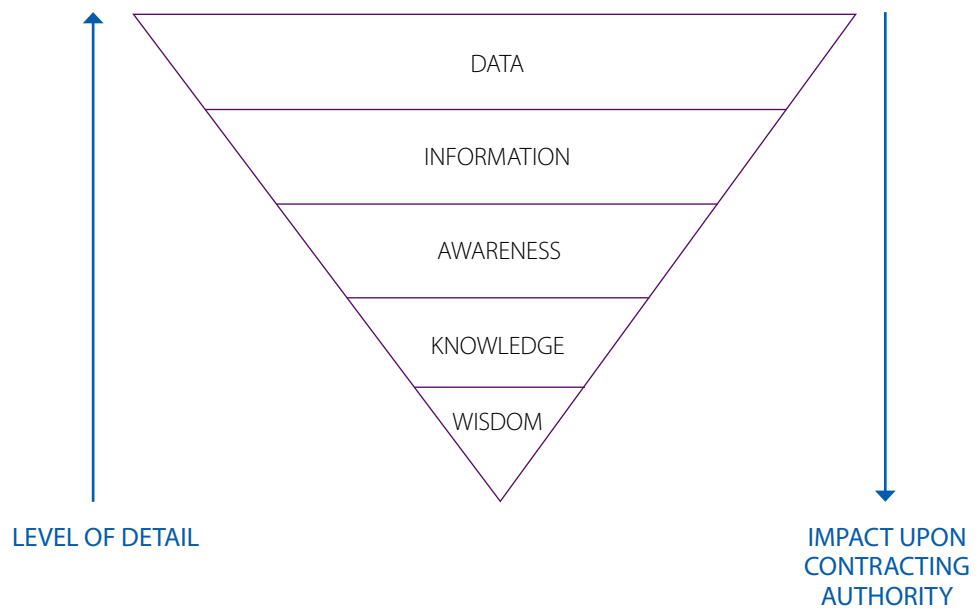 DATA
INFORMATION
AWARENESS
KNOWLEDGE
WISDOM
LEVEL OF DETAIL
IMPACT UPON
CONTRACTING
AUTHORITY